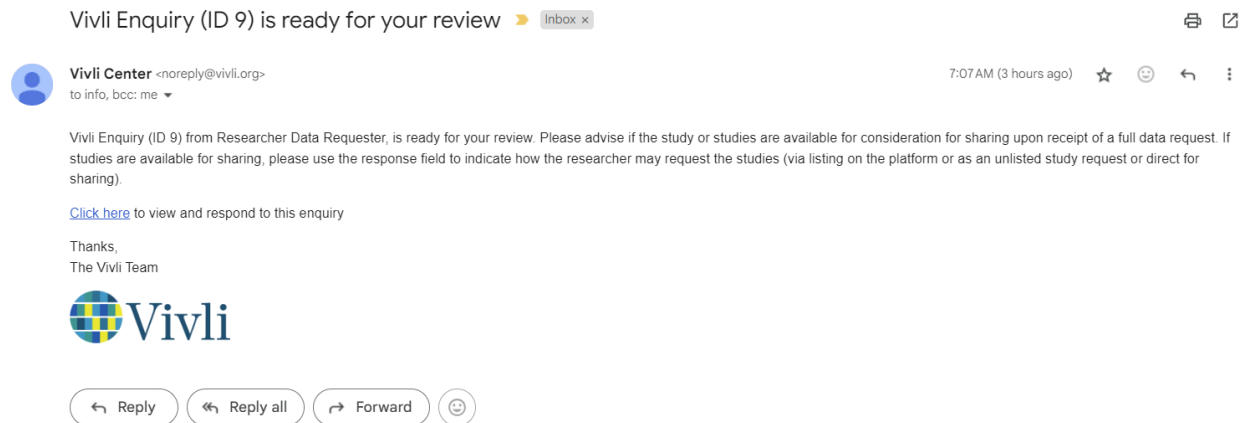 Vivli Enquiry (ID 9) is ready for your review Inbox ×
Vivli Center <noreply@vivli.org> 7:07 AM (3 hours ago)
to info, bcc: me
Vivli Enquiry (ID 9) from Researcher Data Requester, is ready for your review. Please advise if the study or studies are available for consideration for sharing upon receipt of a full data request. If
studies are available for sharing, please use the response field to indicate how the researcher may request the studies (via listing on the platform or as an unlisted study request or direct for
sharing).
Click here to view and respond to this enquiry
Thanks,
The Vivli Team
Vivli
Reply Reply all Forward